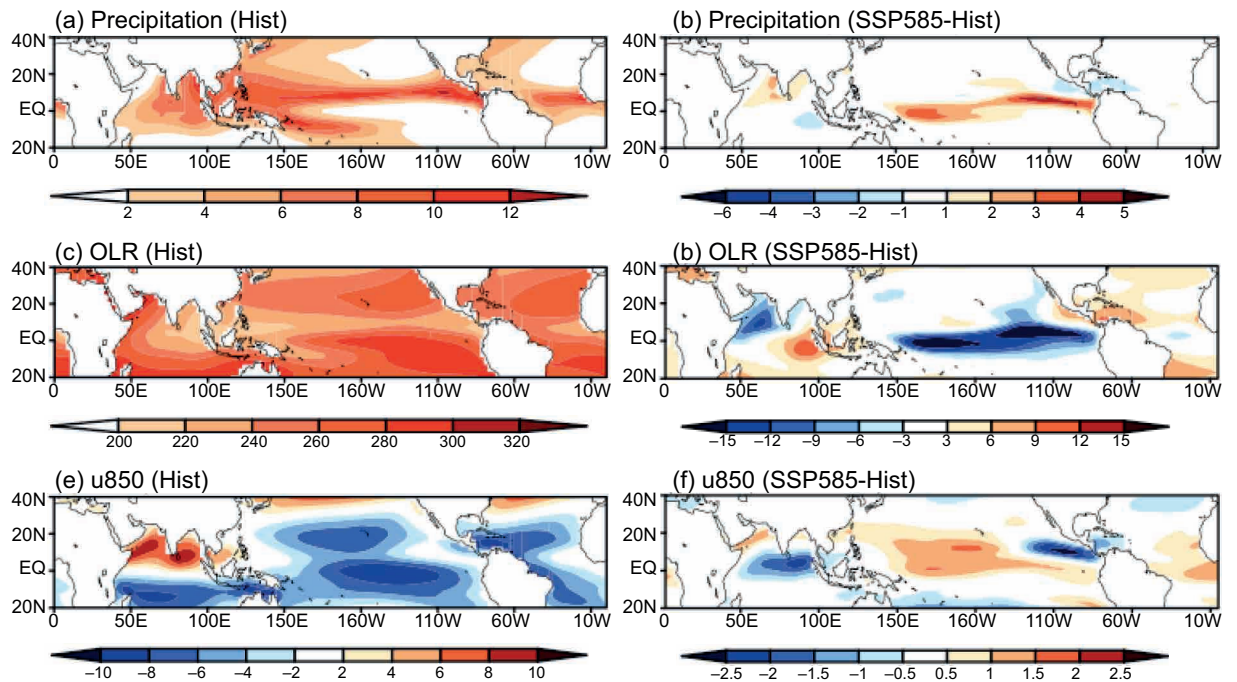 (a) Precipitation (Hist)
(b) Precipitation (SSP585-Hist)
40N
20N
EQ
20N
0 50E 100E 150E 160W 110W 60W 10W
40N
20N
EQ
20N
0 50E 100E 150E 160W 110W 60W 10W
2 4 6 8 10 12
–6 –4 –3 –2 –1 1 2 3 4 5
(c) OLR (Hist)
(b) OLR (SSP585-Hist)
40N
20N
EQ
20N
0 50E 100E 150E 160W 110W 60W 10W
40N
20N
EQ
20N
0 50E 100E 150E 160W 110W 60W 10W
200 220 240 260 280 300 320
–15 –12 –9 –6 –3 3 6 9 12 15
(e) u850 (Hist)
(f) u850 (SSP585-Hist)
40N
20N
EQ
20N
0 50E 100E 150E 160W 110W 60W 10W
40N
20N
EQ
20N
0 50E 100E 150E 160W 110W 60W 10W
–10 –8 –6 –4 –2 2 4 6 8 10
–2.5 –2 –1.5 –1 –0.5 0.5 1 1.5 2 2.5